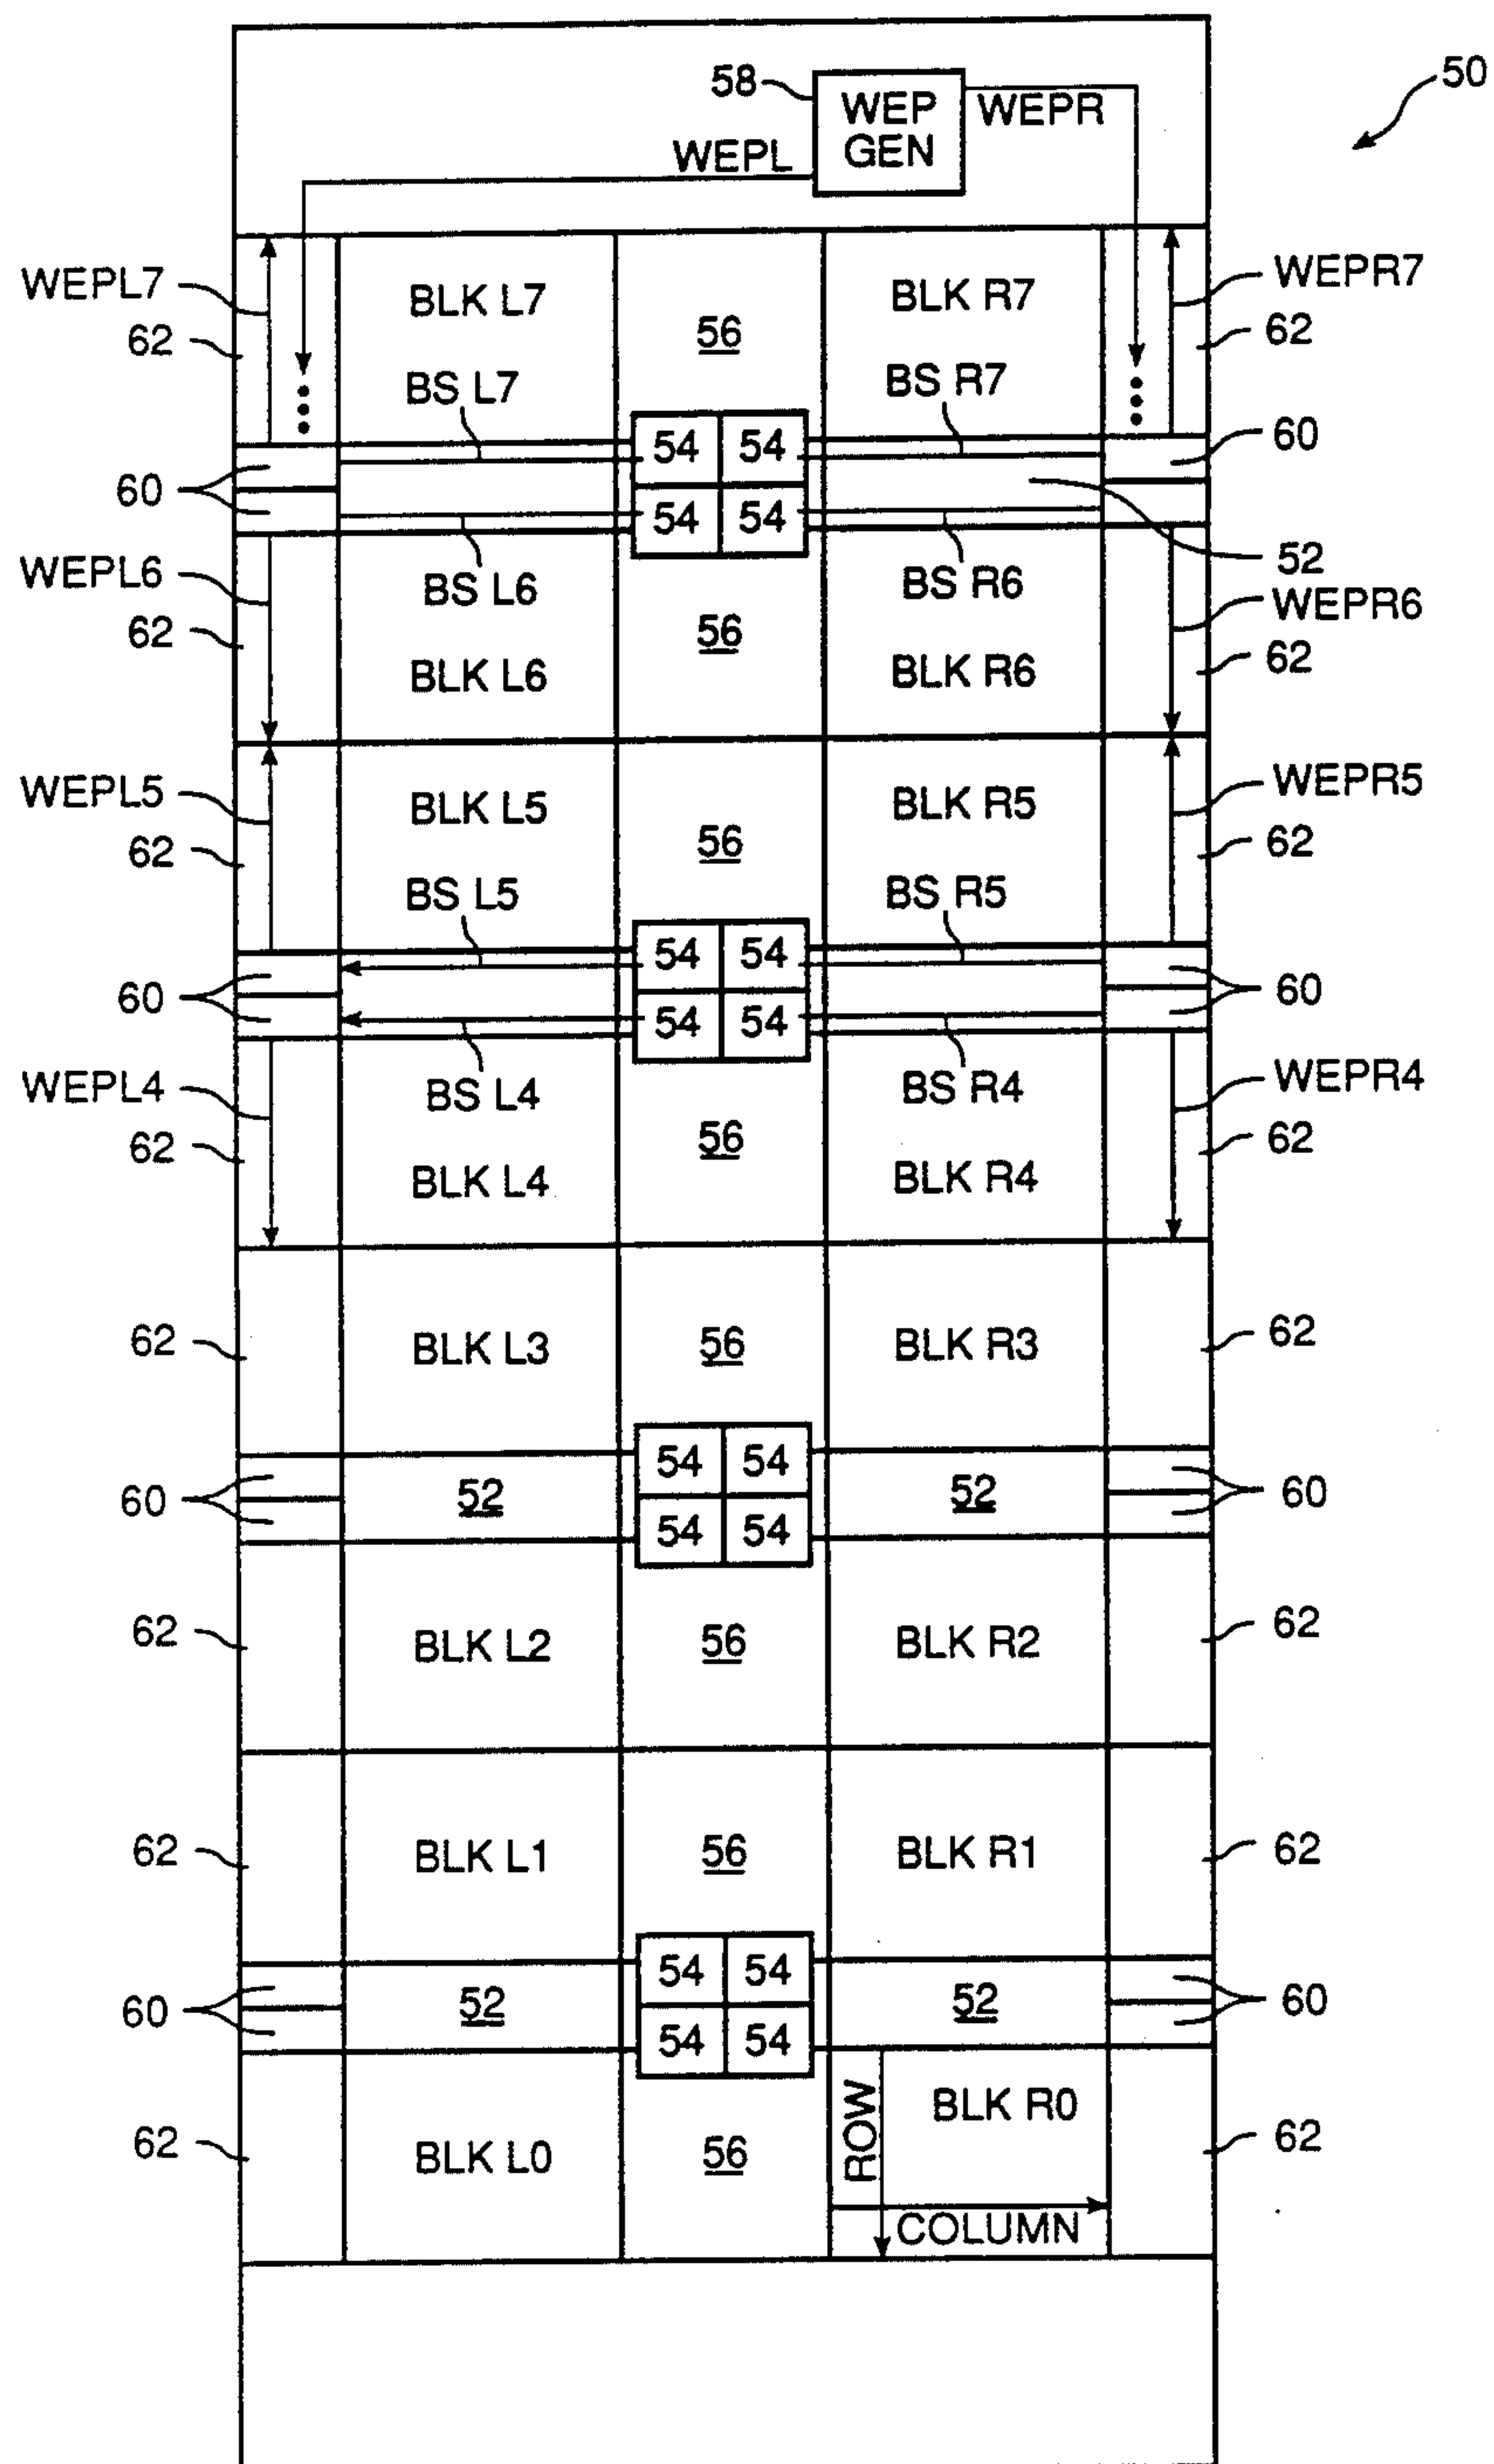 50
58
WEP
GEN
WEPR
WEPL
WEPL7
62
BLK L7
56
BLK R7
WEPR7
62
BS L7
BS R7
54 54
60
60
54 54
52
WEPL6
62
BS L6
BS R6
56
WEPR6
62
BLK L6
BLK R6
WEPL5
62
BLK L5
56
BLK R5
WEPR5
62
BS L5
BS R5
54 54
60
60
54 54
WEPL4
62
BS L4
BS R4
56
WEPR4
62
BLK L4
BLK R4
62
BLK L3
56
BLK R3
62
54 54
60
52
52
60
54 54
62
BLK L2
56
BLK R2
62
62
BLK L1
56
BLK R1
62
54 54
60
52
52
60
54 54
62
BLK L0
56
ROW
BLK R0
62
COLUMN